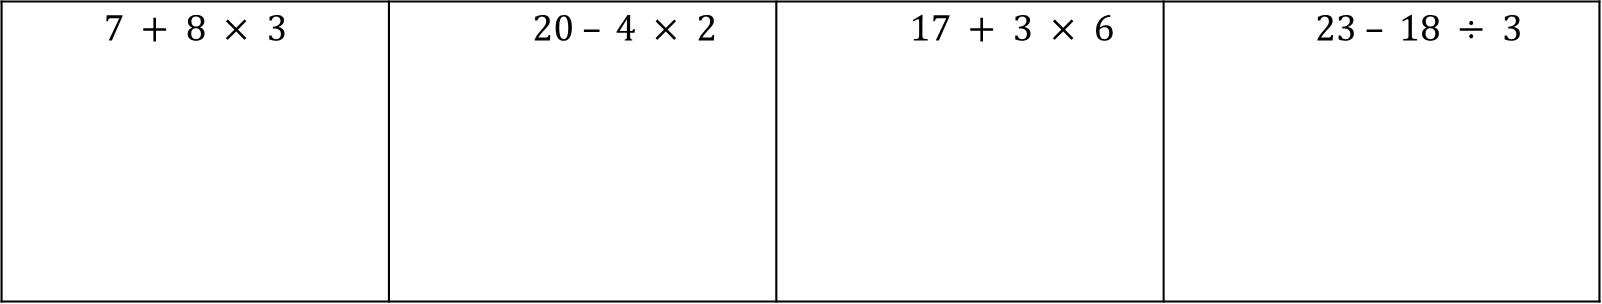 7 + 8 × 3
20 – 4 × 2
17 + 3 × 6
23 – 18 ÷ 3